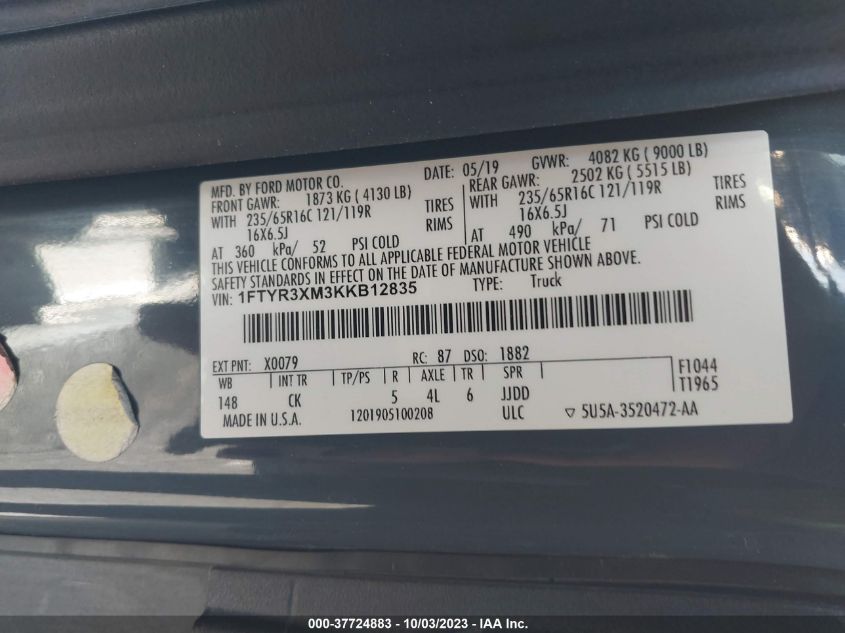 MFD. BY FORD MOTOR CO. DATE: 05/19 GVWR: 4082 KG ( 9000 LB)
FRONT GAWR: 1873 KG ( 4130 LB) REAR GAWR: 2502 KG ( 5515 LB)
WITH 235/65R16C 121/119R TIRES WITH 235/65R16C 121/119R TIRES
16X6.5J RIMS 16X6.5J RIMS
AT 360 kPa/ 52 PSI COLD AT 490 kPa/ 71 PSI COLD
THIS VEHICLE CONFORMS TO ALL APPLICABLE FEDERAL MOTOR VEHICLE
SAFETY STANDARDS IN EFFECT ON THE DATE OF MANUFACTURE SHOWN ABOVE.
VIN: 1FTYR3XM3KKB12835 TYPE: Truck
EXT PNT: X0079 RC: 87 DSO: 1882
WB INT TR TP/PS R AXLE TR SPR F1044
148 CK 5 4L 6 JJDD T1965
MADE IN U.S.A. 1201905100208 ULC ▽ 5U5A-3520472-AA
000-37724883 - 10/03/2023 - IAA Inc.